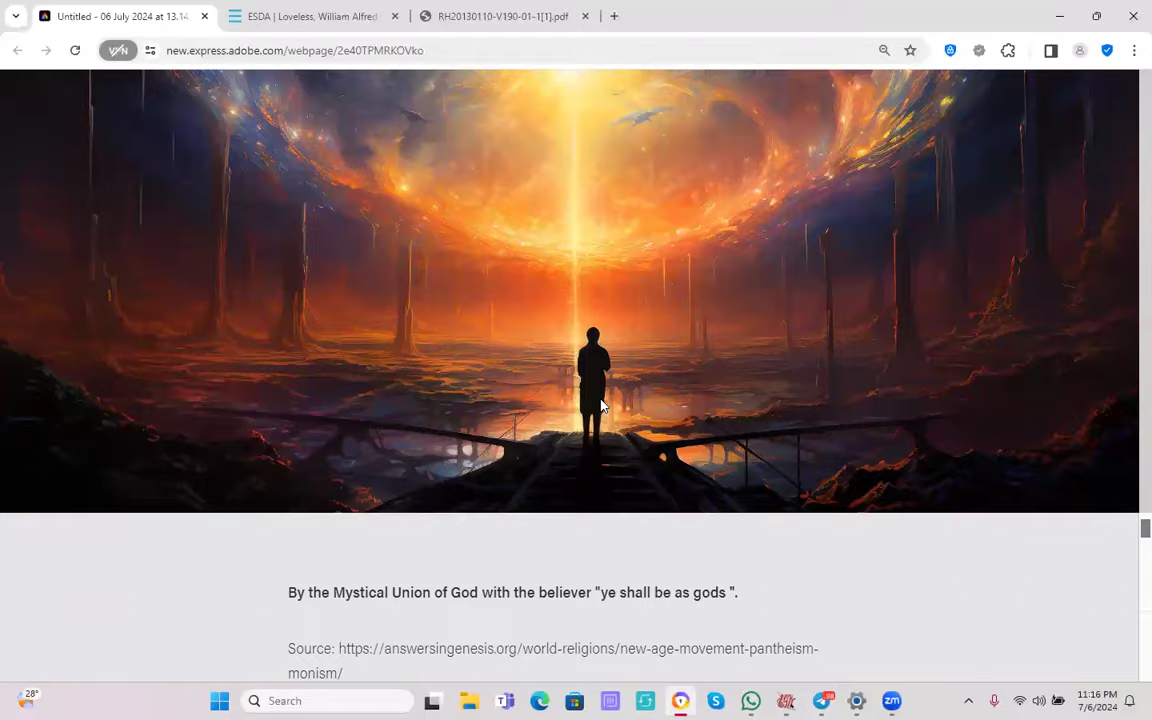 Untitled - 06 July 2024 at 13.14
ESDA | Loveless, William Alfred
RH20130110-V190-01-1[1].pdf
VPN
new.express.adobe.com/webpage/2e40TPMRKOVko
By the Mystical Union of God with the believer "ye shall be as gods ".
Source: https://answersingenesis.org/world-religions/new-age-movement-pantheism-
monism/
28°
Search
zm
11:16 PM
7/6/2024